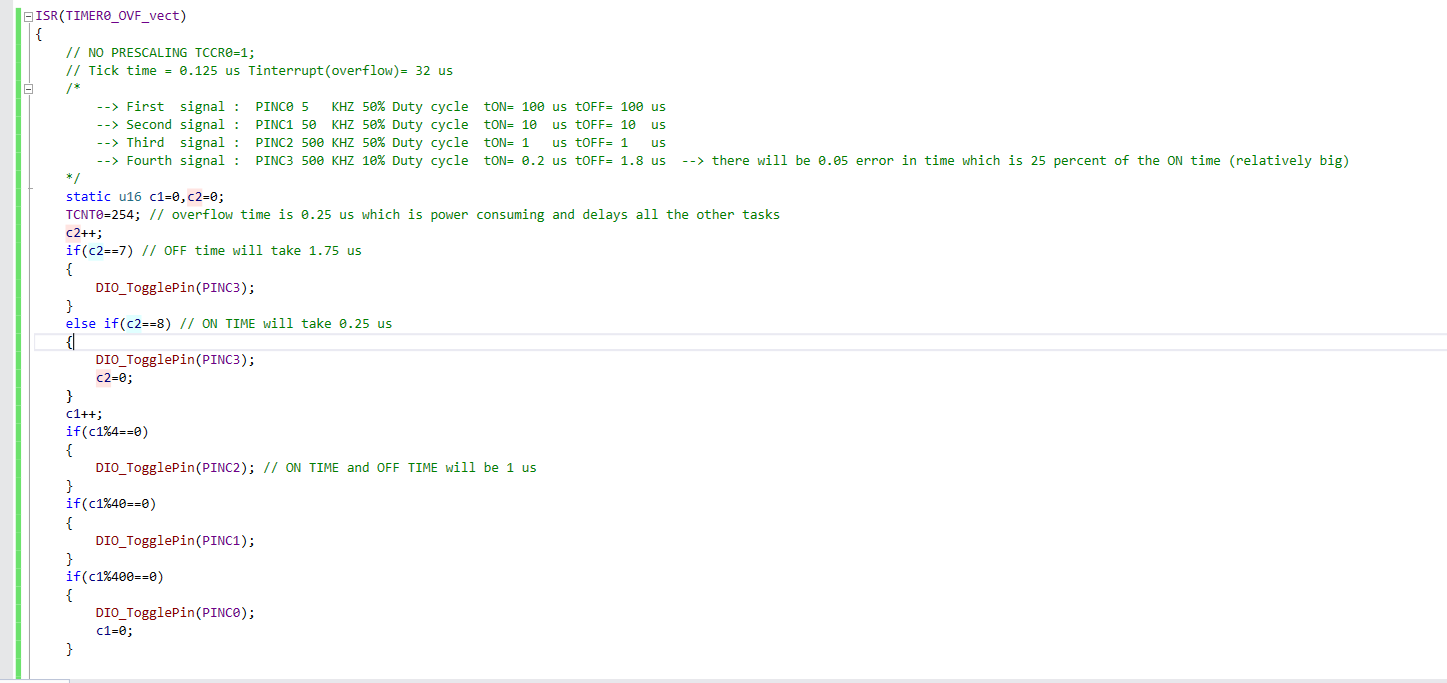 ISR(TIMER0_OVF_vect)
{
    // NO PRESCALING TCCR0=1;
    // Tick time = 0.125 us Tinterrupt(overflow)= 32 us
    /*
        --> First  signal :  PINC0 5   KHZ 50% Duty cycle  tON= 100 us tOFF= 100 us
        --> Second signal :  PINC1 50  KHZ 50% Duty cycle  tON= 10  us tOFF= 10  us
        --> Third  signal :  PINC2 500 KHZ 50% Duty cycle  tON= 1   us tOFF= 1   us
        --> Fourth signal :  PINC3 500 KHZ 10% Duty cycle  tON= 0.2 us tOFF= 1.8 us  --> there will be 0.05 error in time which is 25 percent of the ON time (relatively big)
    */
    static u16 c1=0,c2=0;
    TCNT0=254; // overflow time is 0.25 us which is power consuming and delays all the other tasks
    c2++;
    if(c2==7) // OFF time will take 1.75 us
    {
        DIO_TogglePin(PINC3);
    }
    else if(c2==8) // ON TIME will take 0.25 us
    {
        DIO_TogglePin(PINC3);
        c2=0;
    }
    c1++;
    if(c1%4==0)
    {
        DIO_TogglePin(PINC2); // ON TIME and OFF TIME will be 1 us
    }
    if(c1%40==0)
    {
        DIO_TogglePin(PINC1);
    }
    if(c1%400==0)
    {
        DIO_TogglePin(PINC0);
        c1=0;
    }